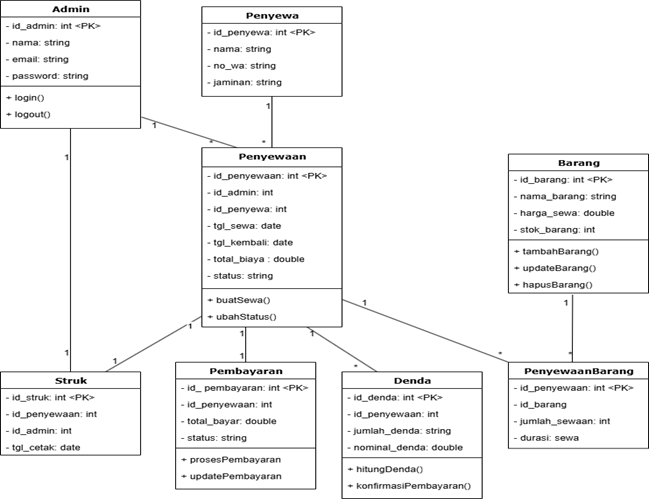 Admin
- id_admin: int <PK>
- nama: string
- email: string
- password: string
+ login()
+ logout()
Penyewa
- id_penyewa: int <PK>
- nama: string
- no_wa: string
- jaminan: string
1
*
1
*
1
1
Penyewaan
- id_penyewaan: int <PK>
- id_admin: int
- id_penyewa: int
- tgl_sewa: date
- tgl_kembali: date
- total_biaya : double
- status: string
+ buatSewa()
+ ubahStatus()
Barang
- id_barang: int <PK>
- nama_barang: string
- harga_sewa: double
- stok_barang: int
+ tambahBarang()
+ updateBarang()
+ hapusBarang()
1
1
1
1
1
*
1
*
1
*
Struk
- id_struk: int <PK>
- id_penyewaan: int
- id_admin: int
- tgl_cetak: date
Pembayaran
- id_ pembayaran: int <PK>
- id_penyewaan: int
- total_bayar: double
- status: string
+ prosesPembayaran
+ updatePembayaran
Denda
- id_denda: int <PK>
- id_penyewaan: int
- jumlah_denda: string
- nominal_denda: double
+ hitungDenda()
+ konfirmasiPembayaran()
PenyewaanBarang
- id_penyewaan: int <PK>
- id_barang
- jumlah_sewaan: int
- durasi: sewa